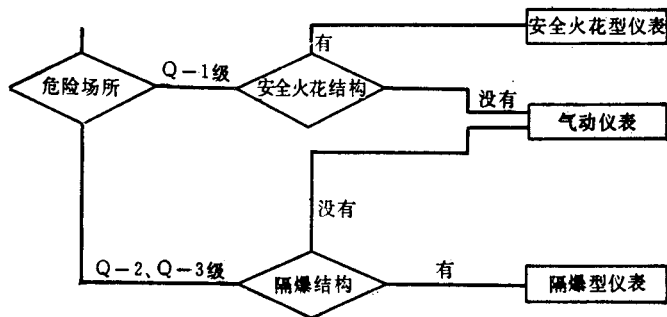 有
安全火花型仪表
Q－1级
危险场所
安全火花结构
没有
气动仪表
没有
Q－2、Q－3级
隔爆结构
有
隔爆型仪表